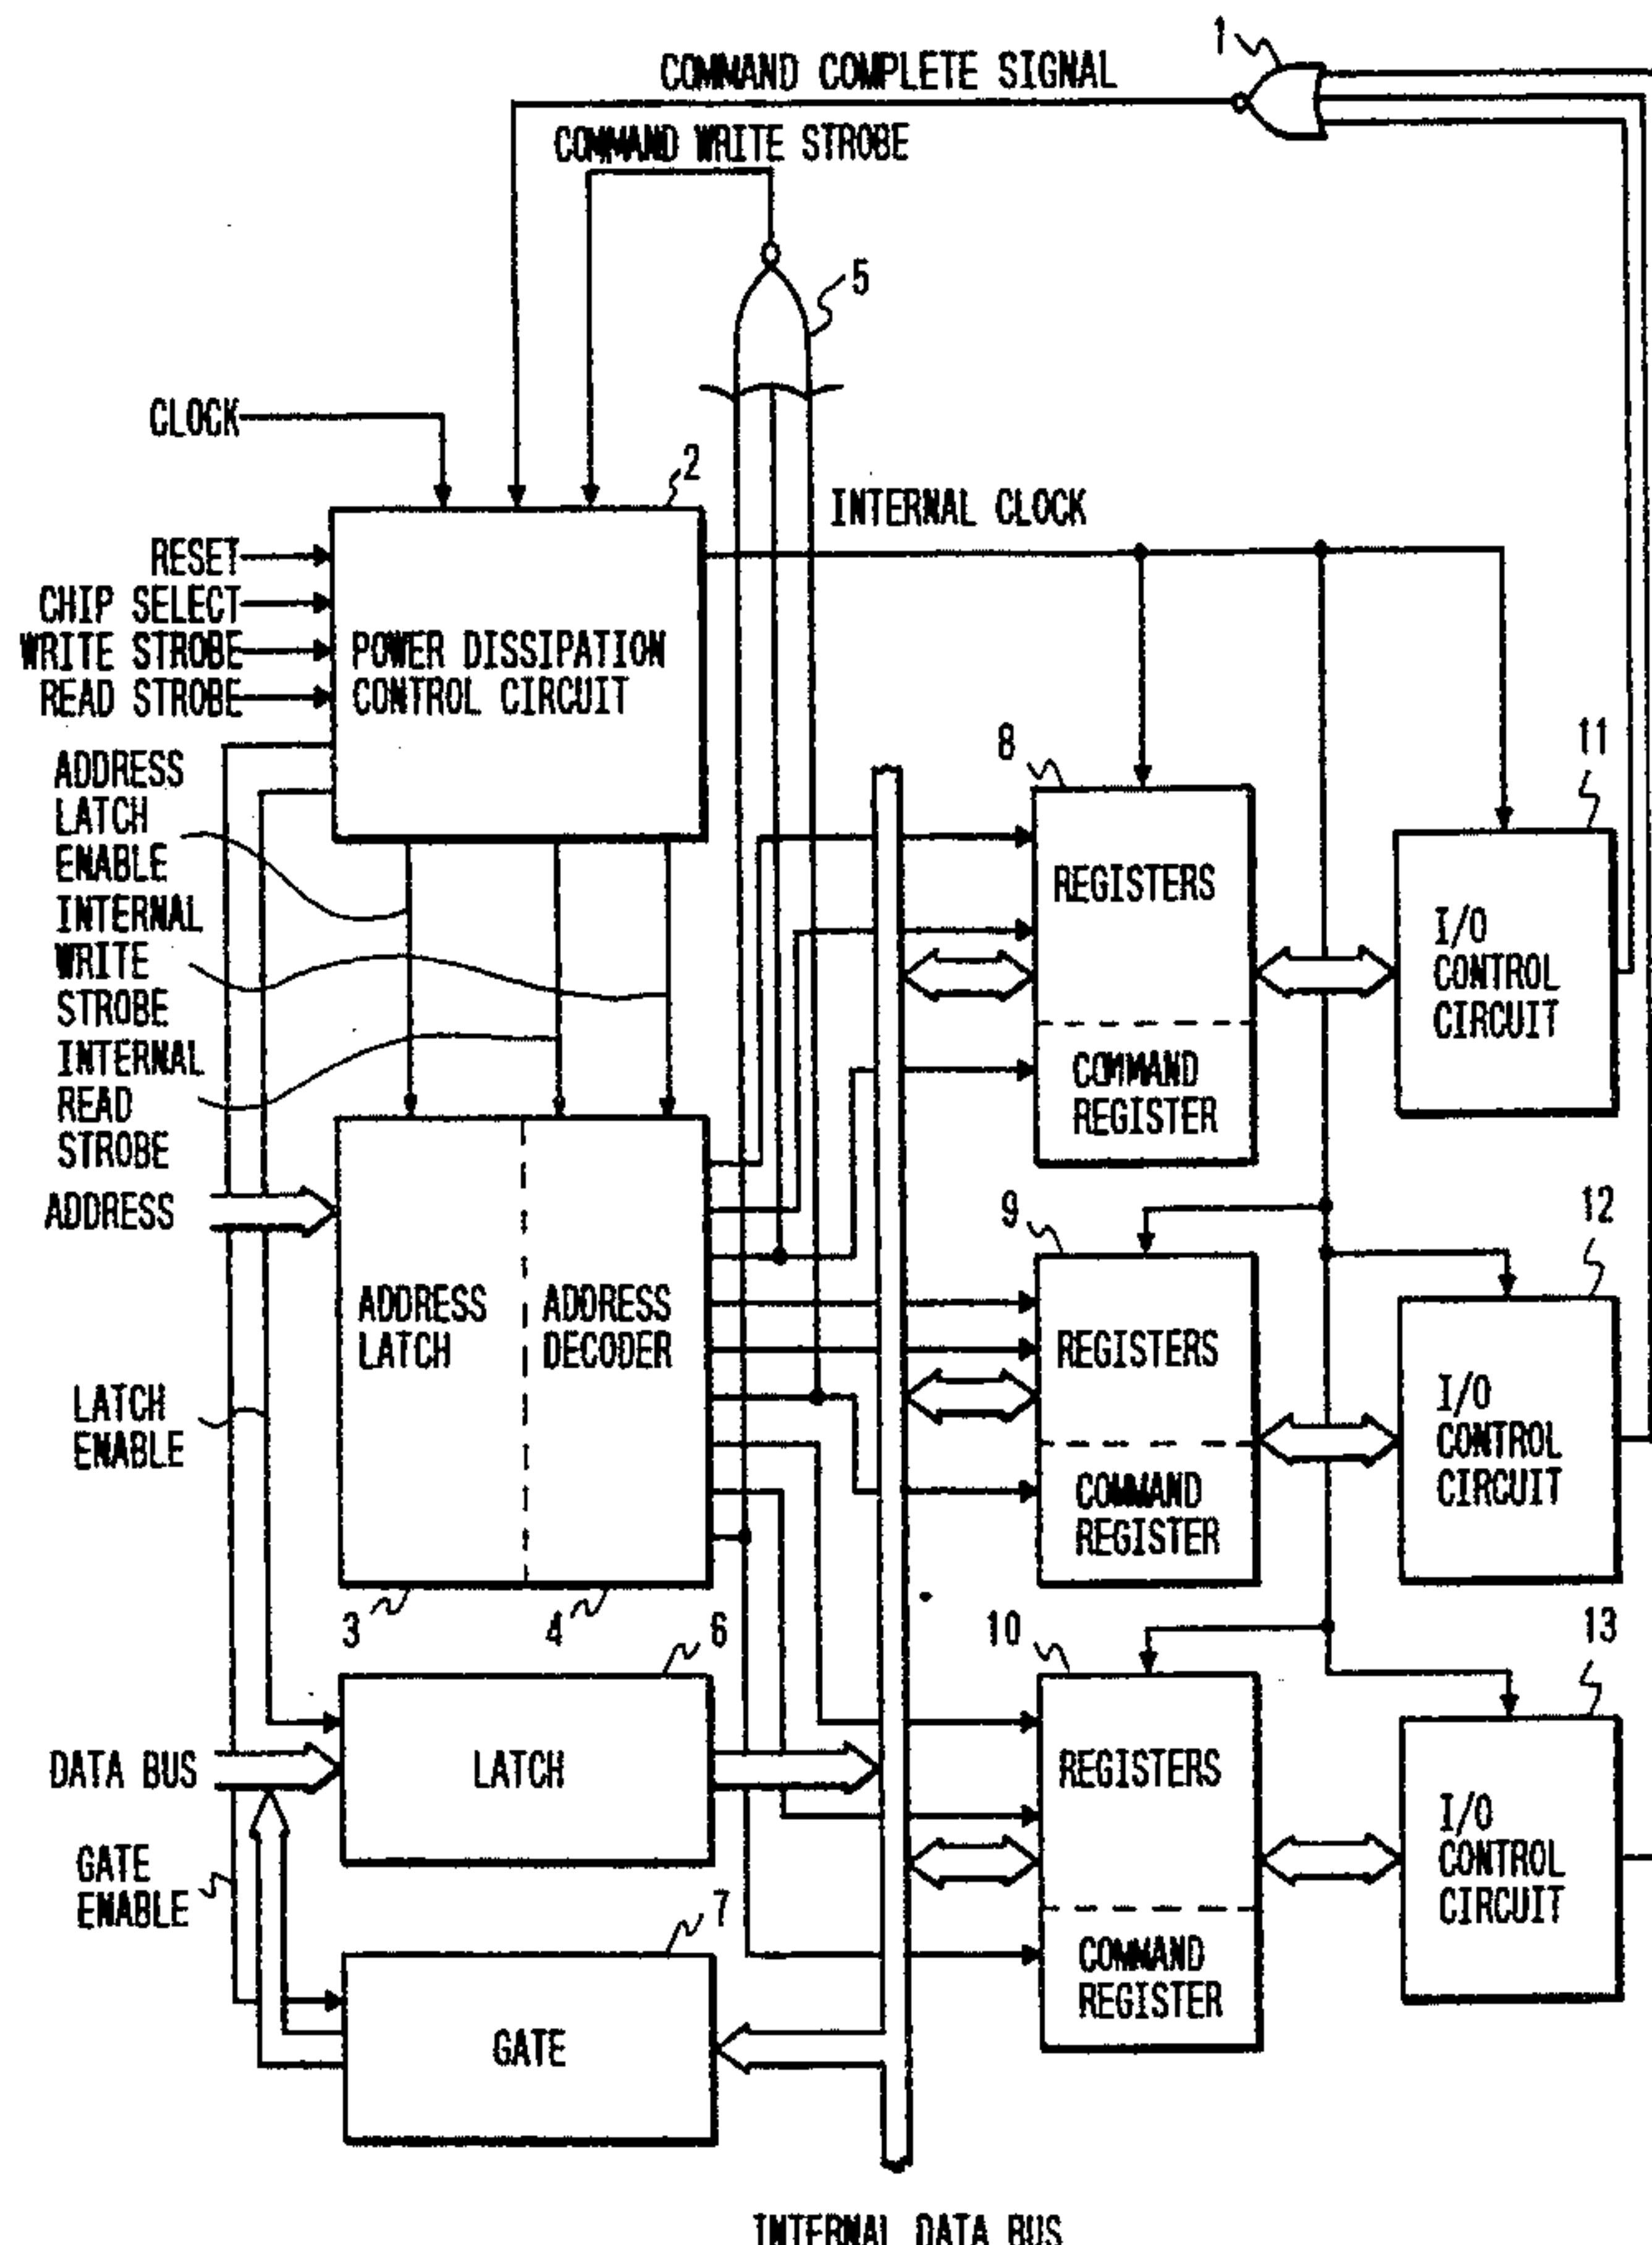 1
COMMAND COMPLETE SIGNAL
COMMAND WRITE STROBE
5
CLOCK
2
INTERNAL CLOCK
RESET
CHIP SELECT
WRITE STROBE
READ STROBE
POWER DISSIPATION
CONTROL CIRCUIT
ADDRESS
LATCH
ENABLE
INTERNAL
WRITE
STROBE
INTERNAL
READ
STROBE
8
REGISTERS
COMMAND
REGISTER
11
I/O
CONTROL
CIRCUIT
ADDRESS
ADDRESS
LATCH
ADDRESS
DECODER
3
4
9
REGISTERS
COMMAND
REGISTER
12
I/O
CONTROL
CIRCUIT
LATCH
ENABLE
6
DATA BUS
LATCH
10
REGISTERS
COMMAND
REGISTER
13
I/O
CONTROL
CIRCUIT
GATE
ENABLE
7
GATE
INTERNAL DATA BUS